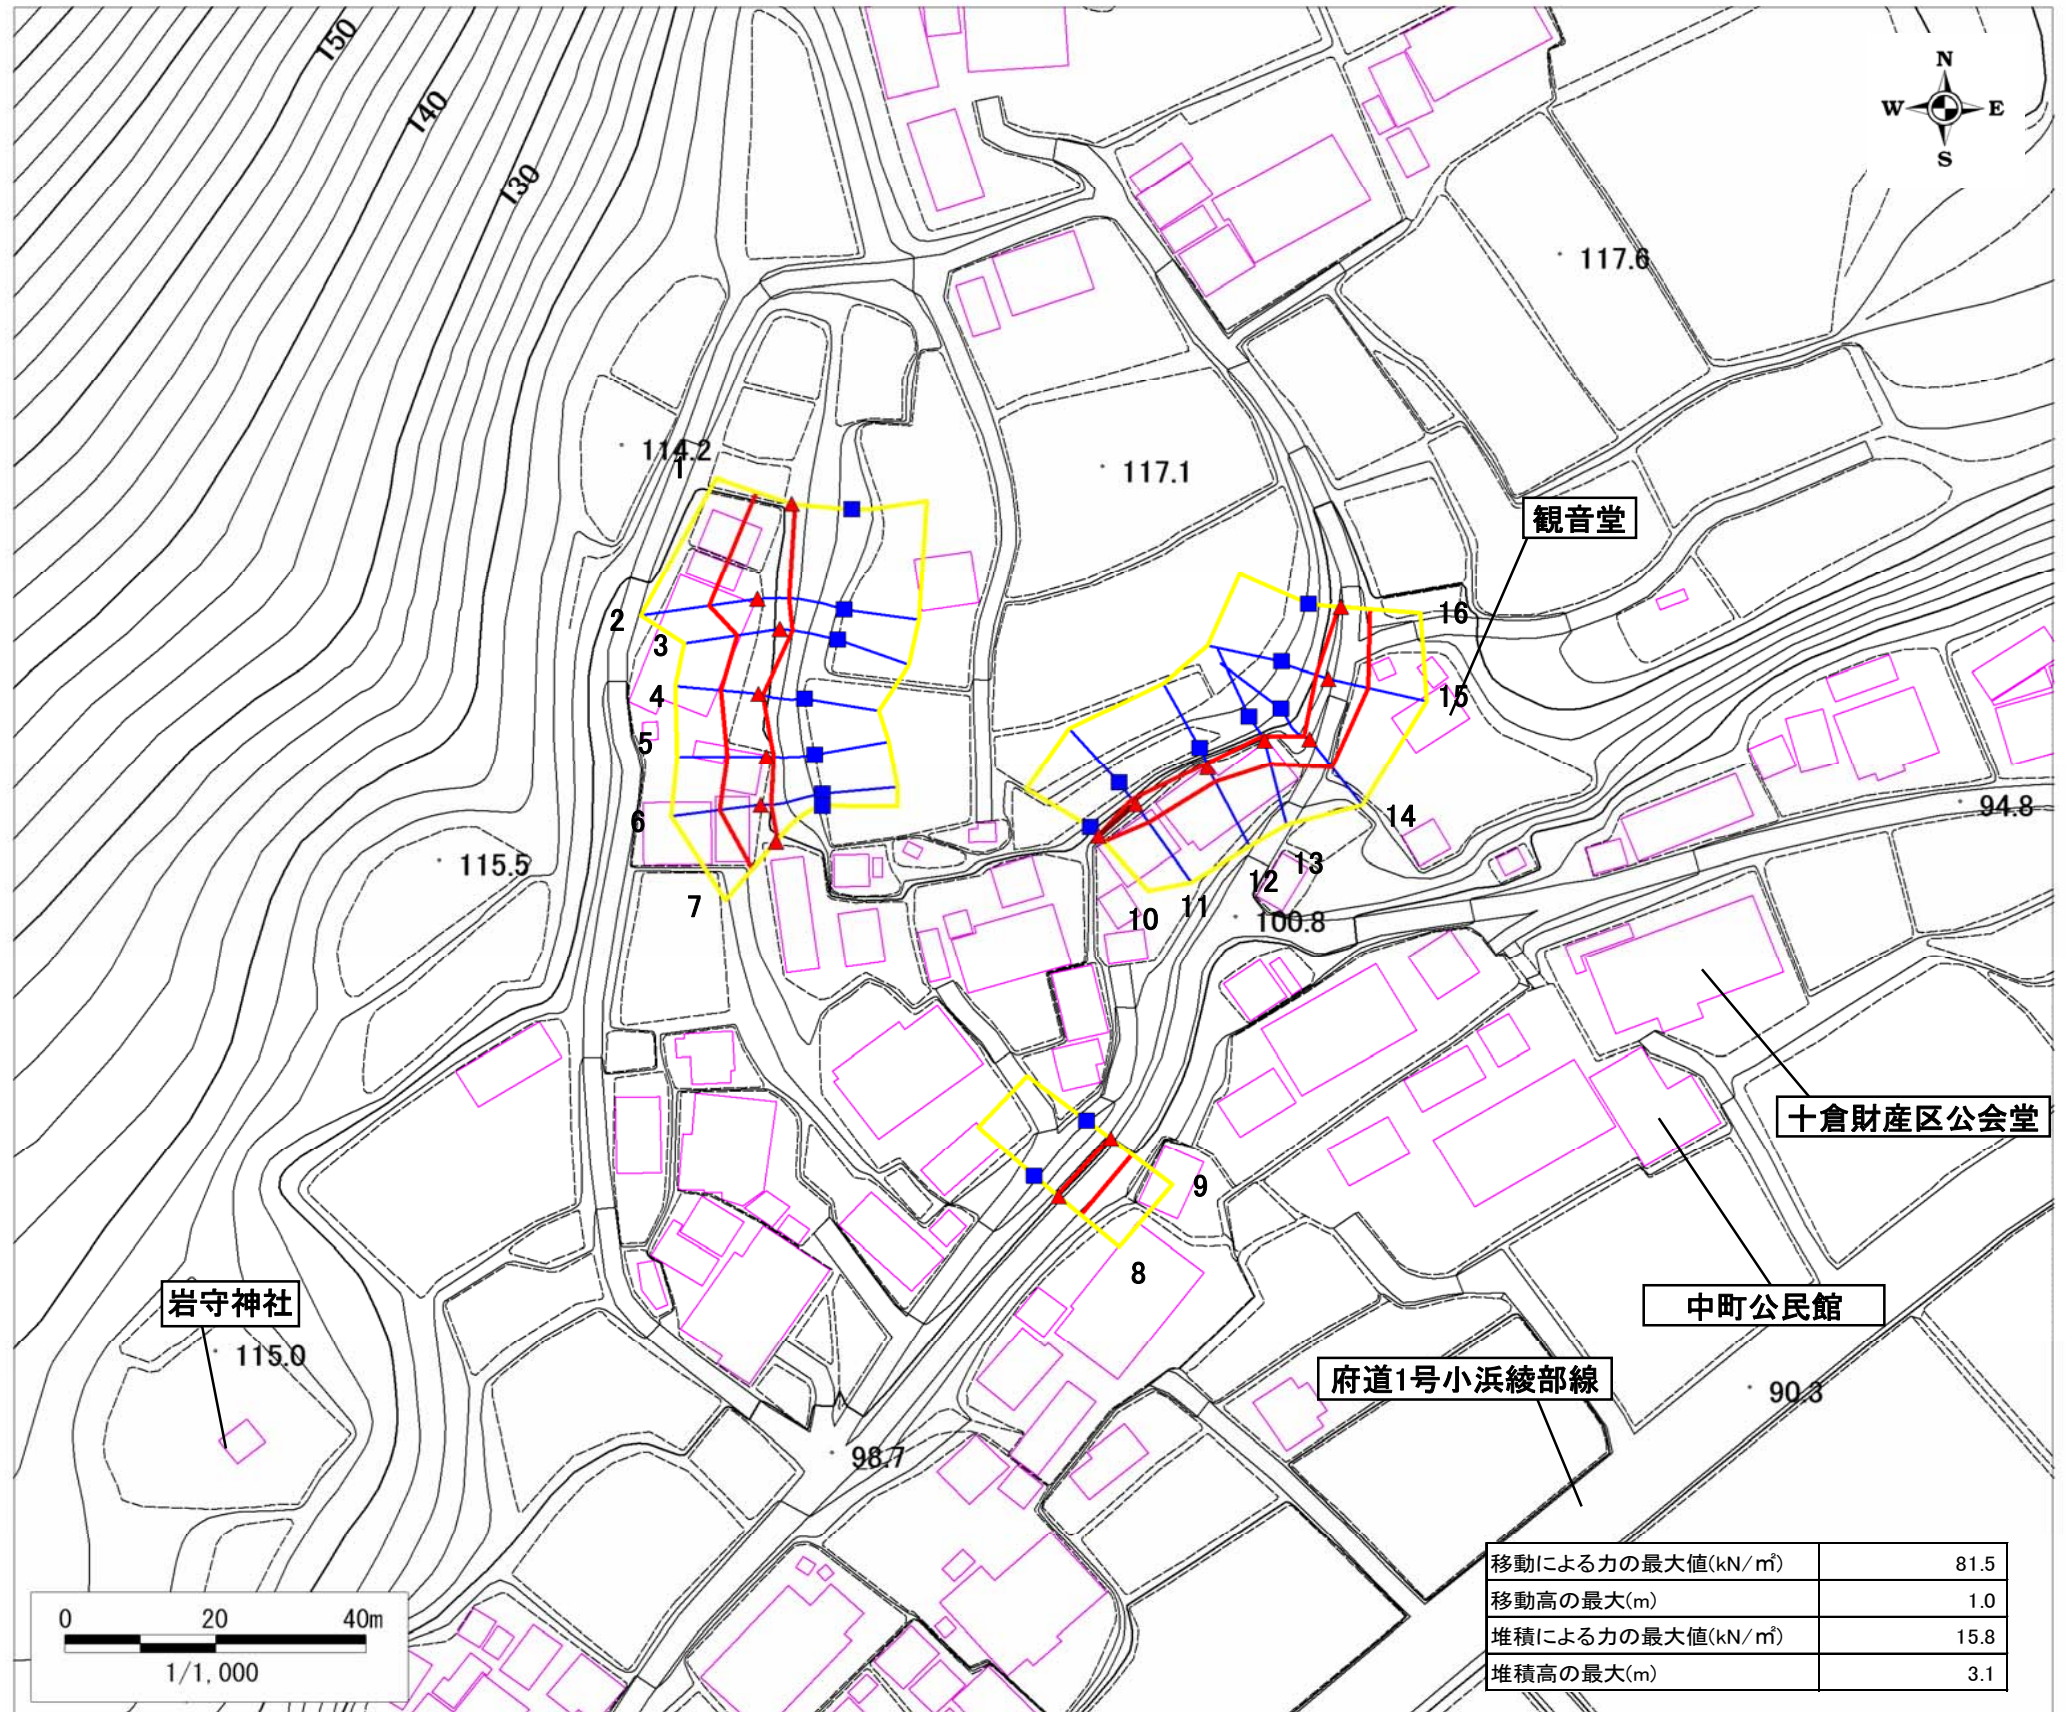 150
140
130
N
W E
S
117.6
114.2
1
117.1
観音堂
2
16
3
4
15
5
6
14
94.8
115.5
13
12
7
10
11
100.8
十倉財産区公会堂
9
8
岩守神社
中町公民館
115.0
府道1号小浜綾部線
90.3
98.7
移動による力の最大値(kN/㎡) 81.5
移動高の最大(m) 1.0
堆積による力の最大値(kN/㎡) 15.8
堆積高の最大(m) 3.1
0 20 40m
1/1,000